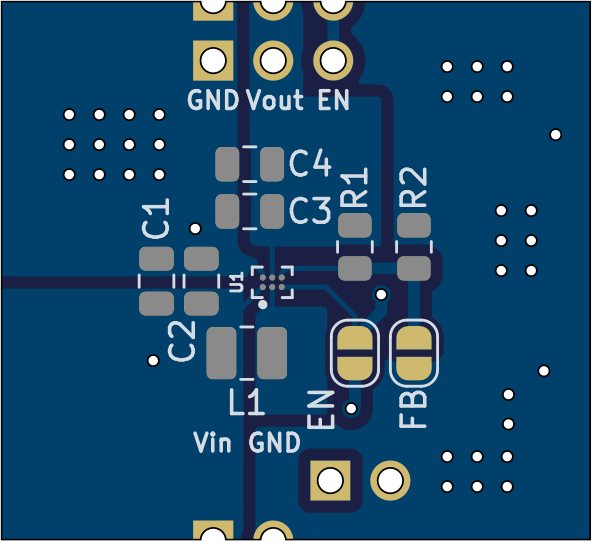 GND Vout EN
C4
R1
R2
C3
C1
U1
C2
L1
EN
FB
Vin GND